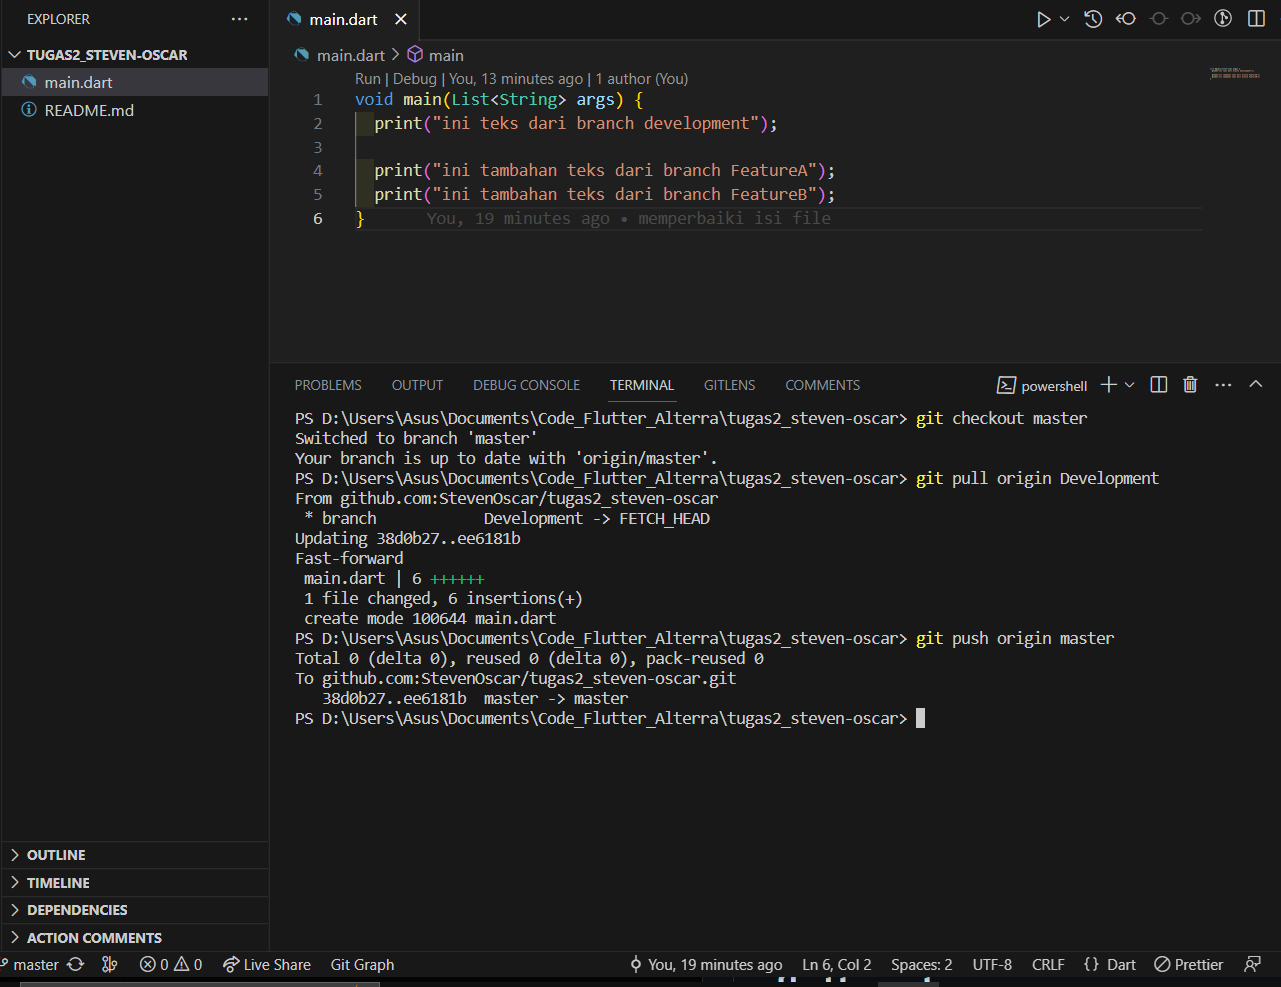 EXPLORER
TUGAS2_STEVEN-OSCAR
main.dart
README.md
OUTLINE
TIMELINE
DEPENDENCIES
ACTION COMMENTS
main.dart
main.dart > main
Run | Debug | You, 13 minutes ago | 1 author (You)
1 void main(List<String> args) {
2 print("ini teks dari branch development");
3
4 print("ini tambahan teks dari branch FeatureA");
5 print("ini tambahan teks dari branch FeatureB");
6 } You, 19 minutes ago • memperbaiki isi file
PROBLEMS OUTPUT DEBUG CONSOLE TERMINAL GITLENS COMMENTS powershell
PS D:\Users\Asus\Documents\Code_Flutter_Alterra\tugas2_steven-oscar> git checkout master
Switched to branch 'master'
Your branch is up to date with 'origin/master'.
PS D:\Users\Asus\Documents\Code_Flutter_Alterra\tugas2_steven-oscar> git pull origin Development
From github.com:StevenOscar/tugas2_steven-oscar
* branch Development -> FETCH_HEAD
Updating 38d0b27..ee6181b
Fast-forward
main.dart | 6 ++++++
1 file changed, 6 insertions(+)
create mode 100644 main.dart
PS D:\Users\Asus\Documents\Code_Flutter_Alterra\tugas2_steven-oscar> git push origin master
Total 0 (delta 0), reused 0 (delta 0), pack-reused 0
To github.com:StevenOscar/tugas2_steven-oscar.git
38d0b27..ee6181b master -> master
PS D:\Users\Asus\Documents\Code_Flutter_Alterra\tugas2_steven-oscar>
master 0 0 Live Share Git Graph You, 19 minutes ago Ln 6, Col 2 Spaces: 2 UTF-8 CRLF {} Dart Prettier